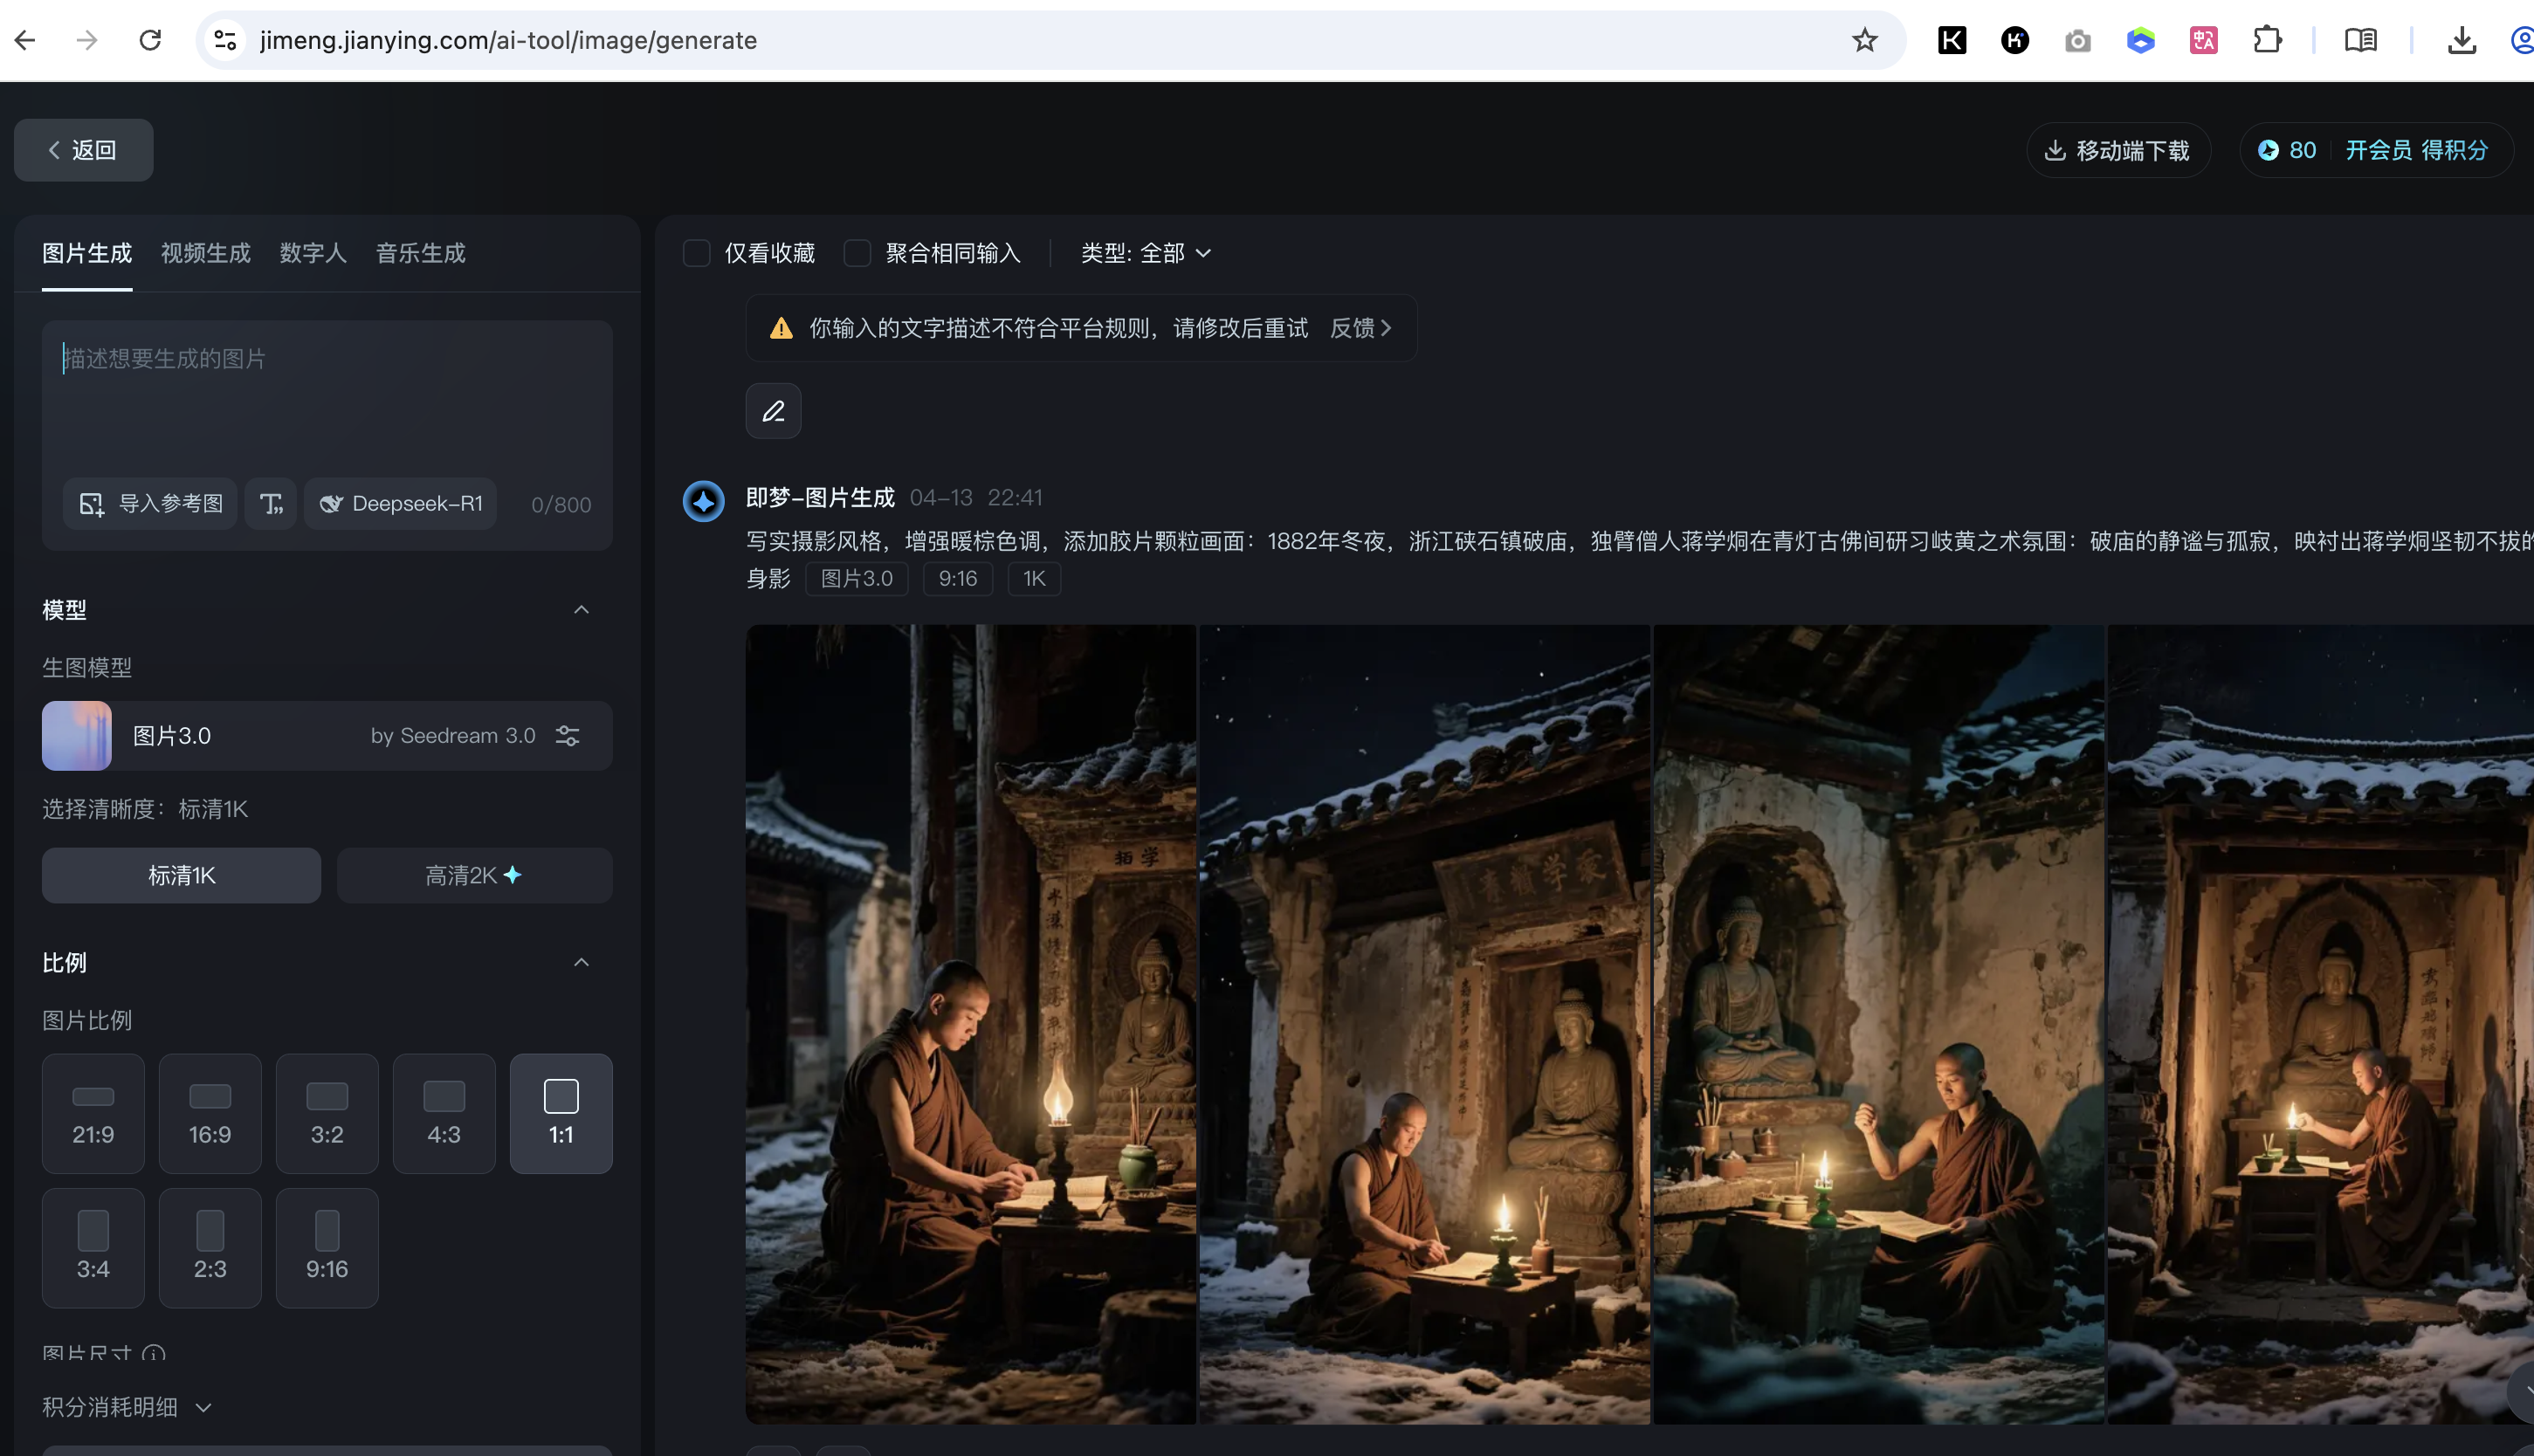 jimeng.jianying.com/ai-tool/image/generate
返回
移动端下载
80 开会员 得积分
图片生成 视频生成 数字人 音乐生成
仅看收藏 聚合相同输入 类型: 全部
你输入的文字描述不符合平台规则，请修改后重试 反馈
描述想要生成的图片
导入参考图 Deepseek-R1 0/800
即梦-图片生成 04-13 22:41
写实摄影风格，增强暖棕色调，添加胶片颗粒画面：1882年冬夜，浙江硖石镇破庙，独臂僧人蒋学炯在青灯古佛间研习岐黄之术氛围：破庙的静谧与孤寂，映衬出蒋学炯坚韧不拔的
身影 图片3.0 9:16 1K
模型
生图模型
图片3.0 by Seedream 3.0
选择清晰度：标清1K
标清1K 高清2K
比例
图片比例
21:9 16:9 3:2 4:3 1:1
3:4 2:3 9:16
图片尺寸
积分消耗明细